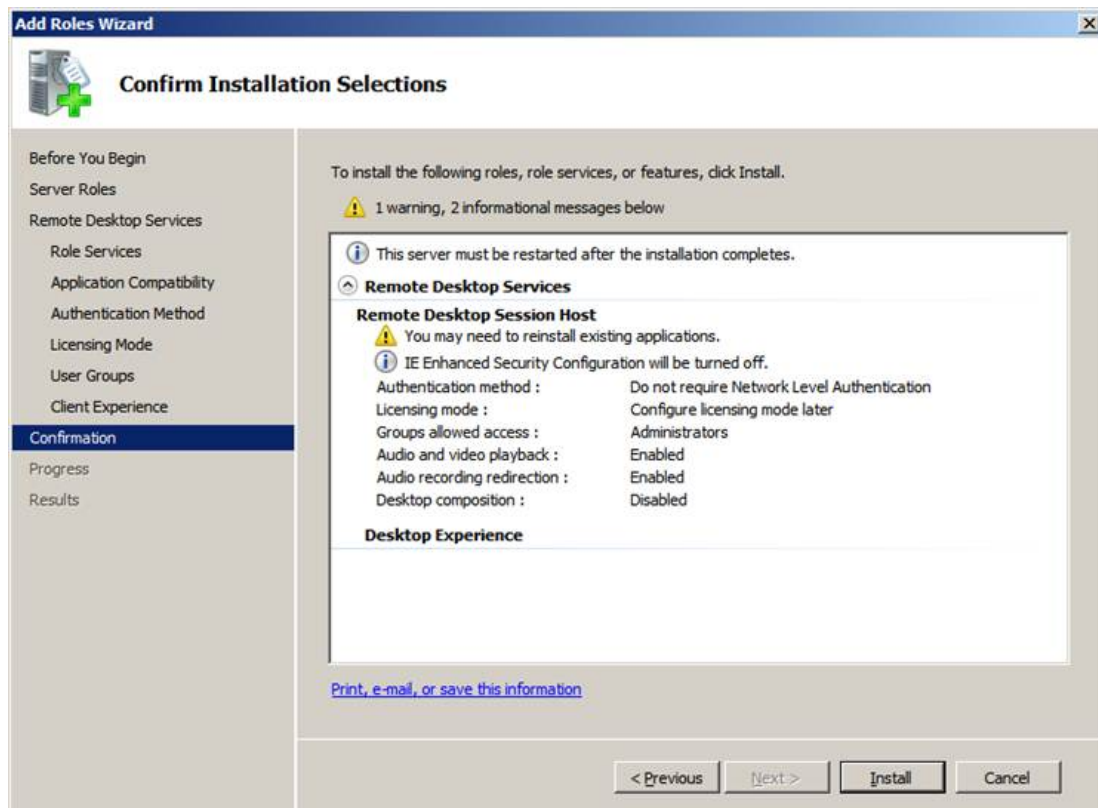 Add Roles Wizard
Confirm Installation Selections
Before You Begin
Server Roles
Remote Desktop Services
Role Services
Application Compatibility
Authentication Method
Licensing Mode
User Groups
Client Experience
Confirmation
Progress
Results
To install the following roles, role services, or features, click Install.
1 warning, 2 informational messages below
This server must be restarted after the installation completes.
Remote Desktop Services
Remote Desktop Session Host
You may need to reinstall existing applications.
IE Enhanced Security Configuration will be turned off.
Authentication method : Do not require Network Level Authentication
Licensing mode : Configure licensing mode later
Groups allowed access : Administrators
Audio and video playback : Enabled
Audio recording redirection : Enabled
Desktop composition : Disabled
Desktop Experience
Print, e-mail, or save this information
< Previous Next > Install Cancel